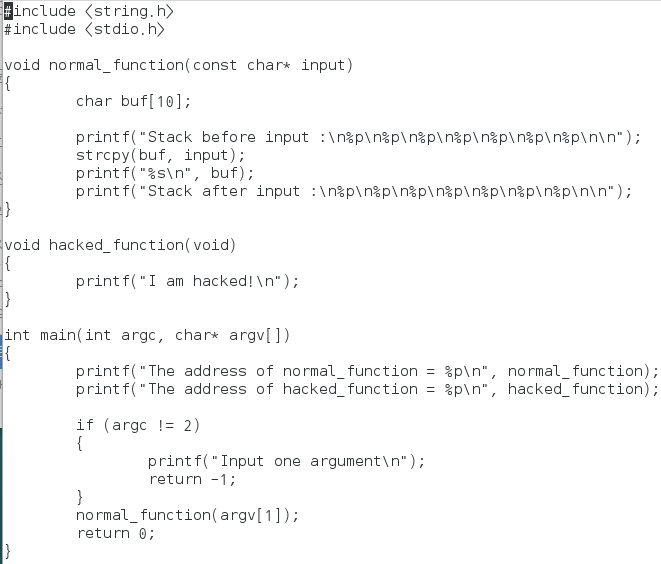 #include <string.h>
#include <stdio.h>

void normal_function(const char* input)
{
        char buf[10];

        printf("Stack before input :\n%p\n%p\n%p\n%p\n%p\n%p\n%p\n\n");
        strcpy(buf, input);
        printf("%s\n", buf);
        printf("Stack after input :\n%p\n%p\n%p\n%p\n%p\n%p\n%p\n\n");
}

void hacked_function(void)
{
        printf("I am hacked!\n");
}

int main(int argc, char* argv[])
{
        printf("The address of normal_function = %p\n", normal_function);
        printf("The address of hacked_function = %p\n", hacked_function);

        if (argc != 2)
        {
                printf("Input one argument\n");
                return -1;
        }
        normal_function(argv[1]);
        return 0;
}